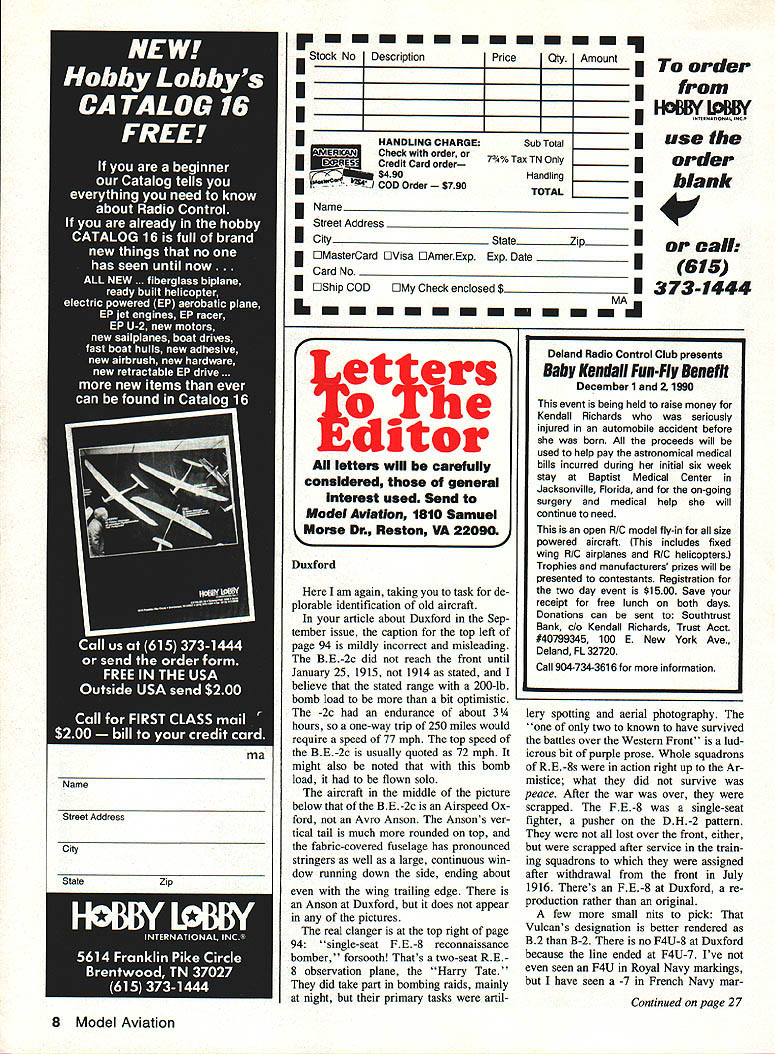 NEW!
Hobby Lobby's
CATALOG 16
FREE!
If you are a beginner
our Catalog tells you
everything you need to know
about Radio Control.
If you are already in the hobby
CATALOG 16 is full of brand
new things that no one
has seen until now . . .
ALL NEW ... fiberglass biplane,
ready built helicopter,
electric powered (EP) aerobatic plane,
EP jet engines, EP racer,
EP U-2, new motors,
new sailplanes, boat drives,
fast boat hulls, new adhesive,
new airbrush, new hardware,
new retractable EP drive ...
more new items than ever
can be found in Catalog 16
HOBBY LOBBY
Call us at (615) 373-1444
or send the order form.
FREE IN THE USA
Outside USA send $2.00
Call for FIRST CLASS mail
$2.00 — bill to your credit card.
ma
Name
Street Address
City
State Zip
HOBBY LOBBY
INTERNATIONAL, INC.®
5614 Franklin Pike Circle
Brentwood, TN 37027
(615) 373-1444
Stock No Description Price Qty. Amount
HANDLING CHARGE:
Check with order, or
Credit Card order—
$4.90
COD Order — $7.90
AMERICAN
EXPRESS
MasterCard VISA
Sub Total
7¾% Tax TN Only
Handling
TOTAL
Name
Street Address
City State Zip
☐MasterCard ☐Visa ☐Amer.Exp. Exp. Date
Card No.
☐Ship COD ☐My Check enclosed $
MA
To order
from
HOBBY LOBBY
INTERNATIONAL, INC.®
use the
order
blank
or call:
(615)
373-1444
Letters
To The
Editor
All letters will be carefully
considered, those of general
interest used. Send to
Model Aviation, 1810 Samuel
Morse Dr., Reston, VA 22090.
Deland Radio Control Club presents
Baby Kendall Fun-Fly Benefit
December 1 and 2, 1990
This event is being held to raise money for
Kendall Richards who was seriously
injured in an automobile accident before
she was born. All the proceeds will be
used to help pay the astronomical medical
bills incurred during her initial six week
stay at Baptist Medical Center in
Jacksonville, Florida, and for the on-going
surgery and medical help she will
continue to need.
This is an open R/C model fly-in for all size
powered aircraft. (This includes fixed
wing R/C airplanes and R/C helicopters.)
Trophies and manufacturers' prizes will be
presented to contestants. Registration for
the two day event is $15.00. Save your
receipt for free lunch on both days.
Donations can be sent to: Southtrust
Bank, c/o Kendall Richards, Trust Acct.
#40799345, 100 E. New York Ave.,
Deland, FL 32720.
Call 904-734-3616 for more information.
Duxford
Here I am again, taking you to task for de-
plorable identification of old aircraft.
In your article about Duxford in the Sep-
tember issue, the caption for the top left of
page 94 is mildly incorrect and misleading.
The B.E.-2c did not reach the front until
January 25, 1915, not 1914 as stated, and I
believe that the stated range with a 200-lb.
bomb load to be more than a bit optimistic.
The -2c had an endurance of about 3¼
hours, so a one-way trip of 250 miles would
require a speed of 77 mph. The top speed of
the B.E.-2c is usually quoted as 72 mph. It
might also be noted that with this bomb
load, it had to be flown solo.
The aircraft in the middle of the picture
below that of the B.E.-2c is an Airspeed Ox-
ford, not an Avro Anson. The Anson's ver-
tical tail is much more rounded on top, and
the fabric-covered fuselage has pronounced
stringers as well as a large, continuous win-
dow running down the side, ending about
even with the wing trailing edge. There is
an Anson at Duxford, but it does not appear
in any of the pictures.
The real clanger is at the top right of page
94: "single-seat F.E.-8 reconnaissance
bomber," forsooth! That's a two-seat R.E.-
8 observation plane, the "Harry Tate."
They did take part in bombing raids, mainly
at night, but their primary tasks were artil-
lery spotting and aerial photography. The
"one of only two to known to have survived
the battles over the Western Front" is a lud-
icrous bit of purple prose. Whole squadrons
of R.E.-8s were in action right up to the Ar-
mistice; what they did not survive was
peace. After the war was over, they were
scrapped. The F.E.-8 was a single-seat
fighter, a pusher on the D.H.-2 pattern.
They were not all lost over the front, either,
but were scrapped after service in the train-
ing squadrons to which they were assigned
after withdrawal from the front in July
1916. There's an F.E.-8 at Duxford, a re-
production rather than an original.
A few more small nits to pick: That
Vulcan's designation is better rendered as
B.2 than B-2. There is no F4U-8 at Duxford
because the line ended at F4U-7. I've not
even seen an F4U in Royal Navy markings,
but I have seen a -7 in French Navy mar-
Continued on page 27
8 Model Aviation